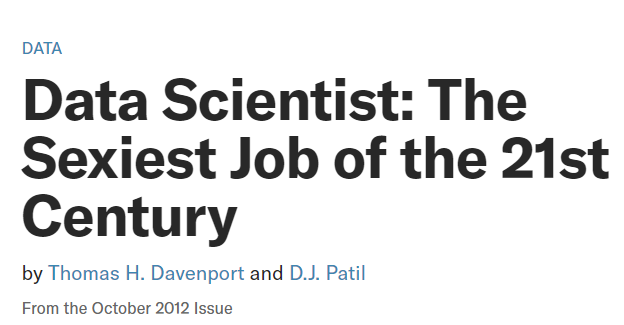 DATA
Data Scientist: The
Sexiest Job of the 21st
Century
by Thomas H. Davenport and D.J. Patil
From the October 2012 Issue